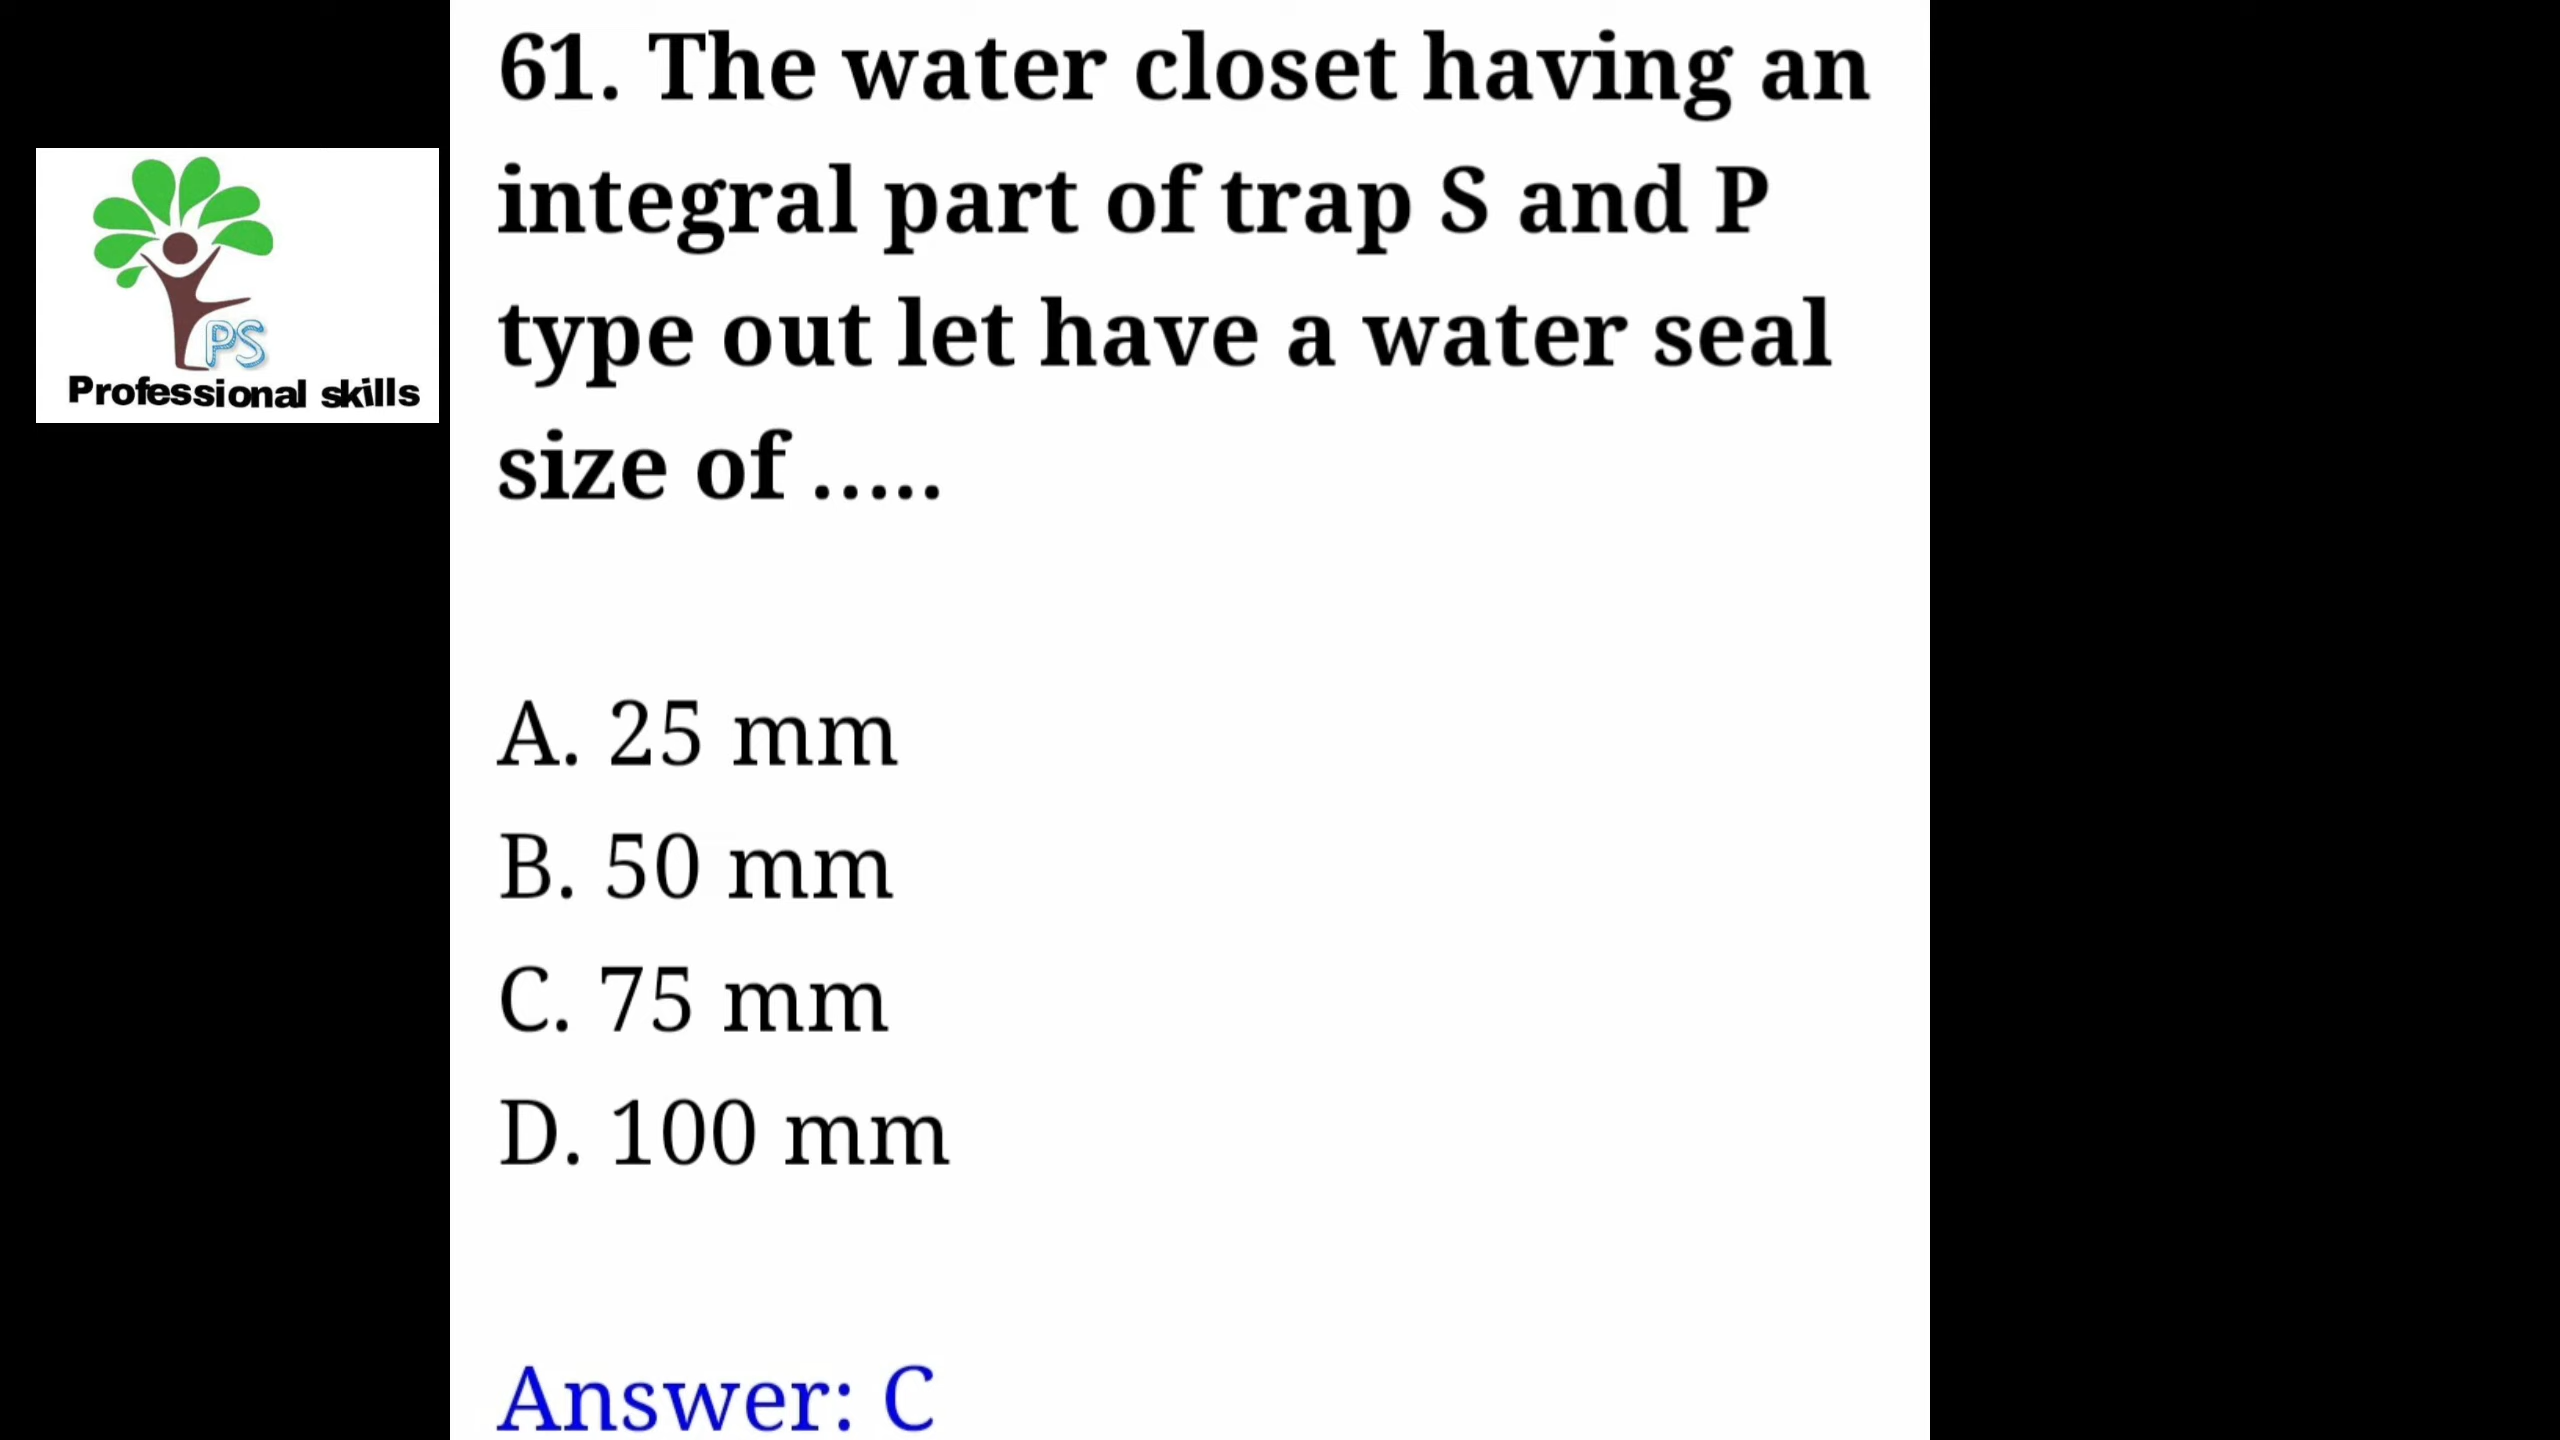 PS
Professional skills
61. The water closet having an
integral part of trap S and P
type out let have a water seal
size of .....
A. 25 mm
B. 50 mm
C. 75 mm
D. 100 mm
Answer: C